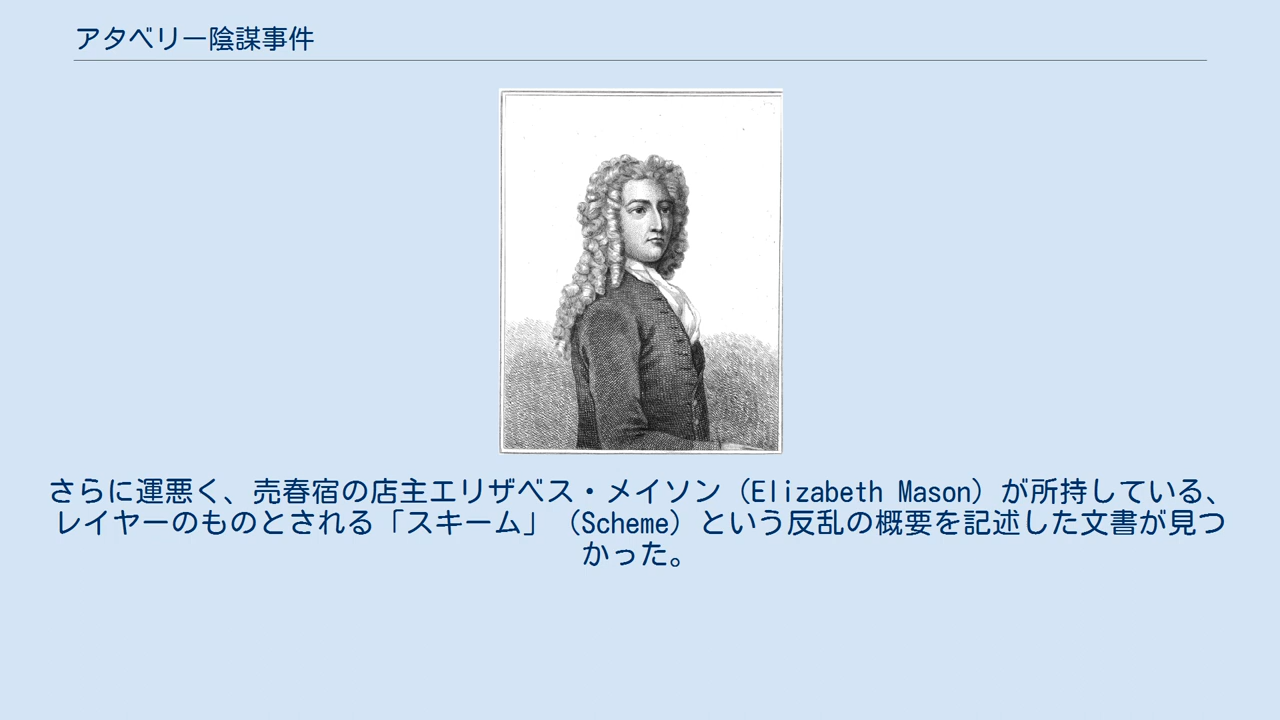 アタベリー陰謀事件
さらに運悪く、売春宿の店主エリザベス・メイソン（Elizabeth Mason）が所持している、
レイヤーのものとされる「スキーム」（Scheme）という反乱の概要を記述した文書が見つ
かった。